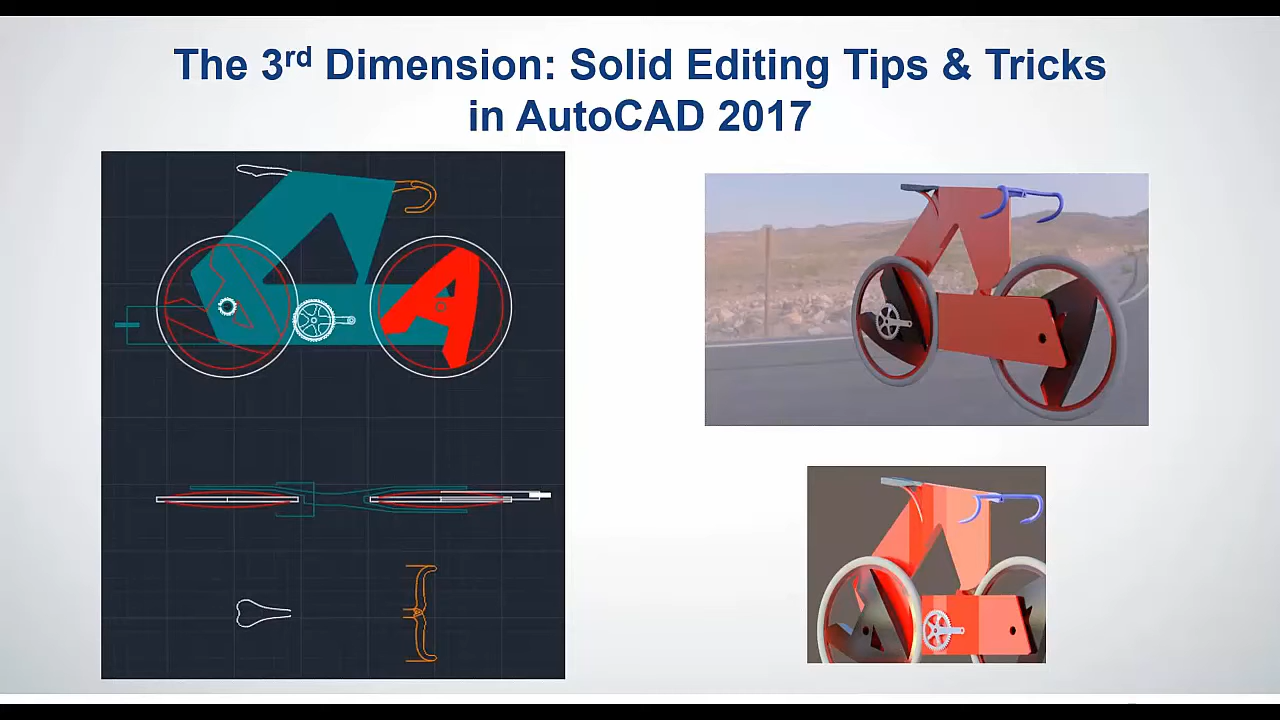 The 3rd Dimension: Solid Editing Tips & Tricks
in AutoCAD 2017